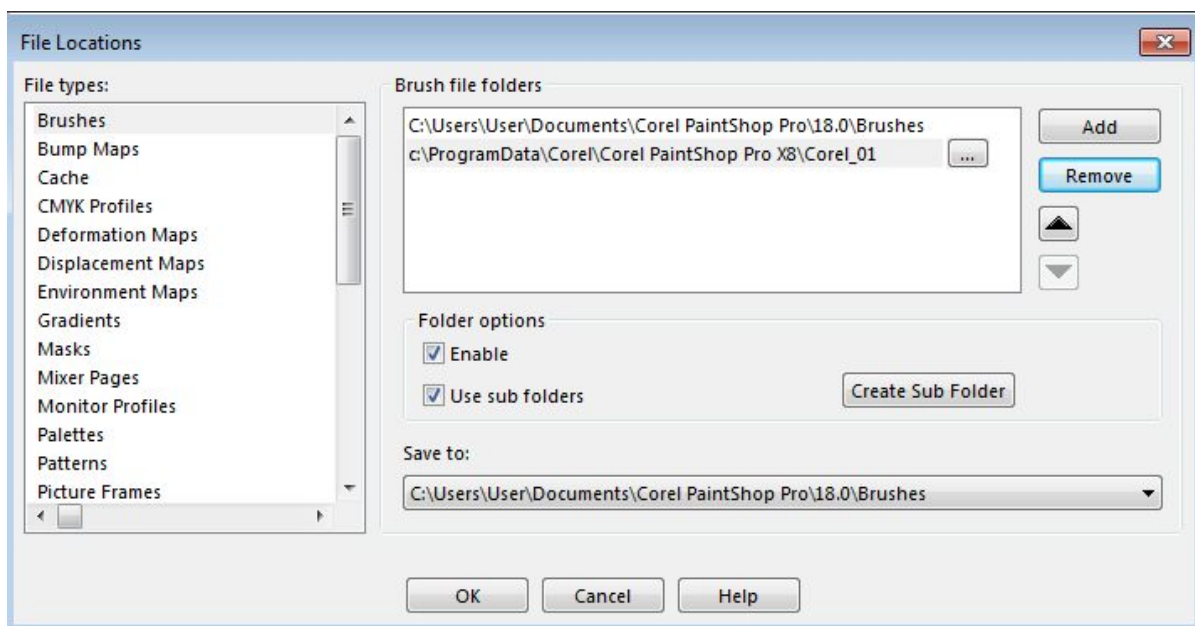 File Locations
File types:
Brushes
Bump Maps
Cache
CMYK Profiles
Deformation Maps
Displacement Maps
Environment Maps
Gradients
Masks
Mixer Pages
Monitor Profiles
Palettes
Patterns
Picture Frames
Brush file folders
C:\Users\User\Documents\Corel PaintShop Pro\18.0\Brushes
c:\ProgramData\Corel\Corel PaintShop Pro X8\Corel_01
...
Add
Remove
Folder options
Enable
Use sub folders
Create Sub Folder
Save to:
C:\Users\User\Documents\Corel PaintShop Pro\18.0\Brushes
OK
Cancel
Help